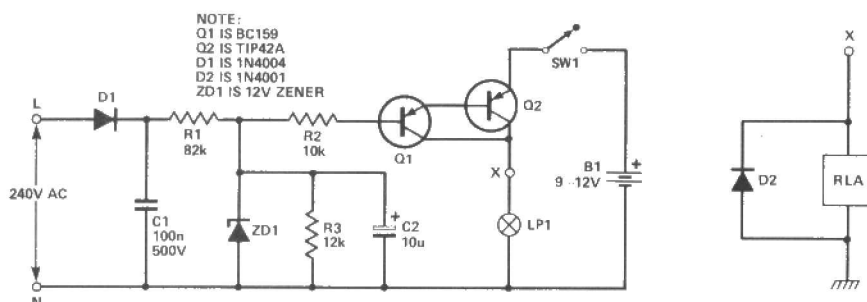 NOTE:
Q1 IS BC159
Q2 IS TIP42A
D1 IS 1N4004
D2 IS 1N4001
ZD1 IS 12V ZENER
L
D1
R1
82k
R2
10k
Q1
Q2
SW1
X
240V AC
C1
100n
500V
ZD1
R3
12k
+
C2
10u
X
LP1
B1
9-12V
+
D2
RLA
N